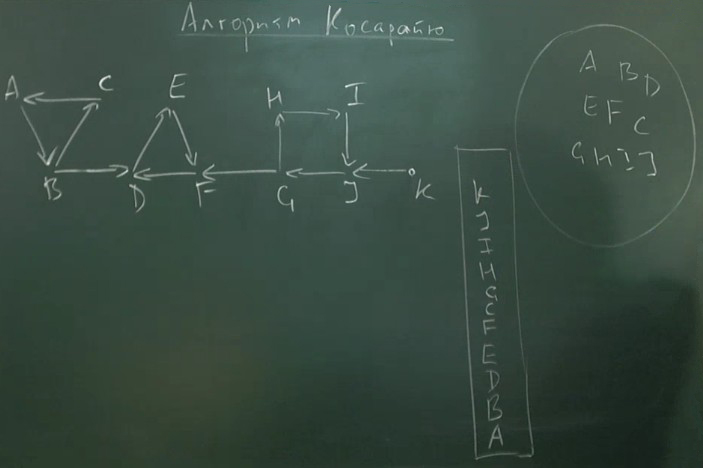 Алгоритм Косарайю
A C E H I
B D F G J K
A B D
E F C
G H I J
K
J
I
H
G
C
F
E
D
B
A